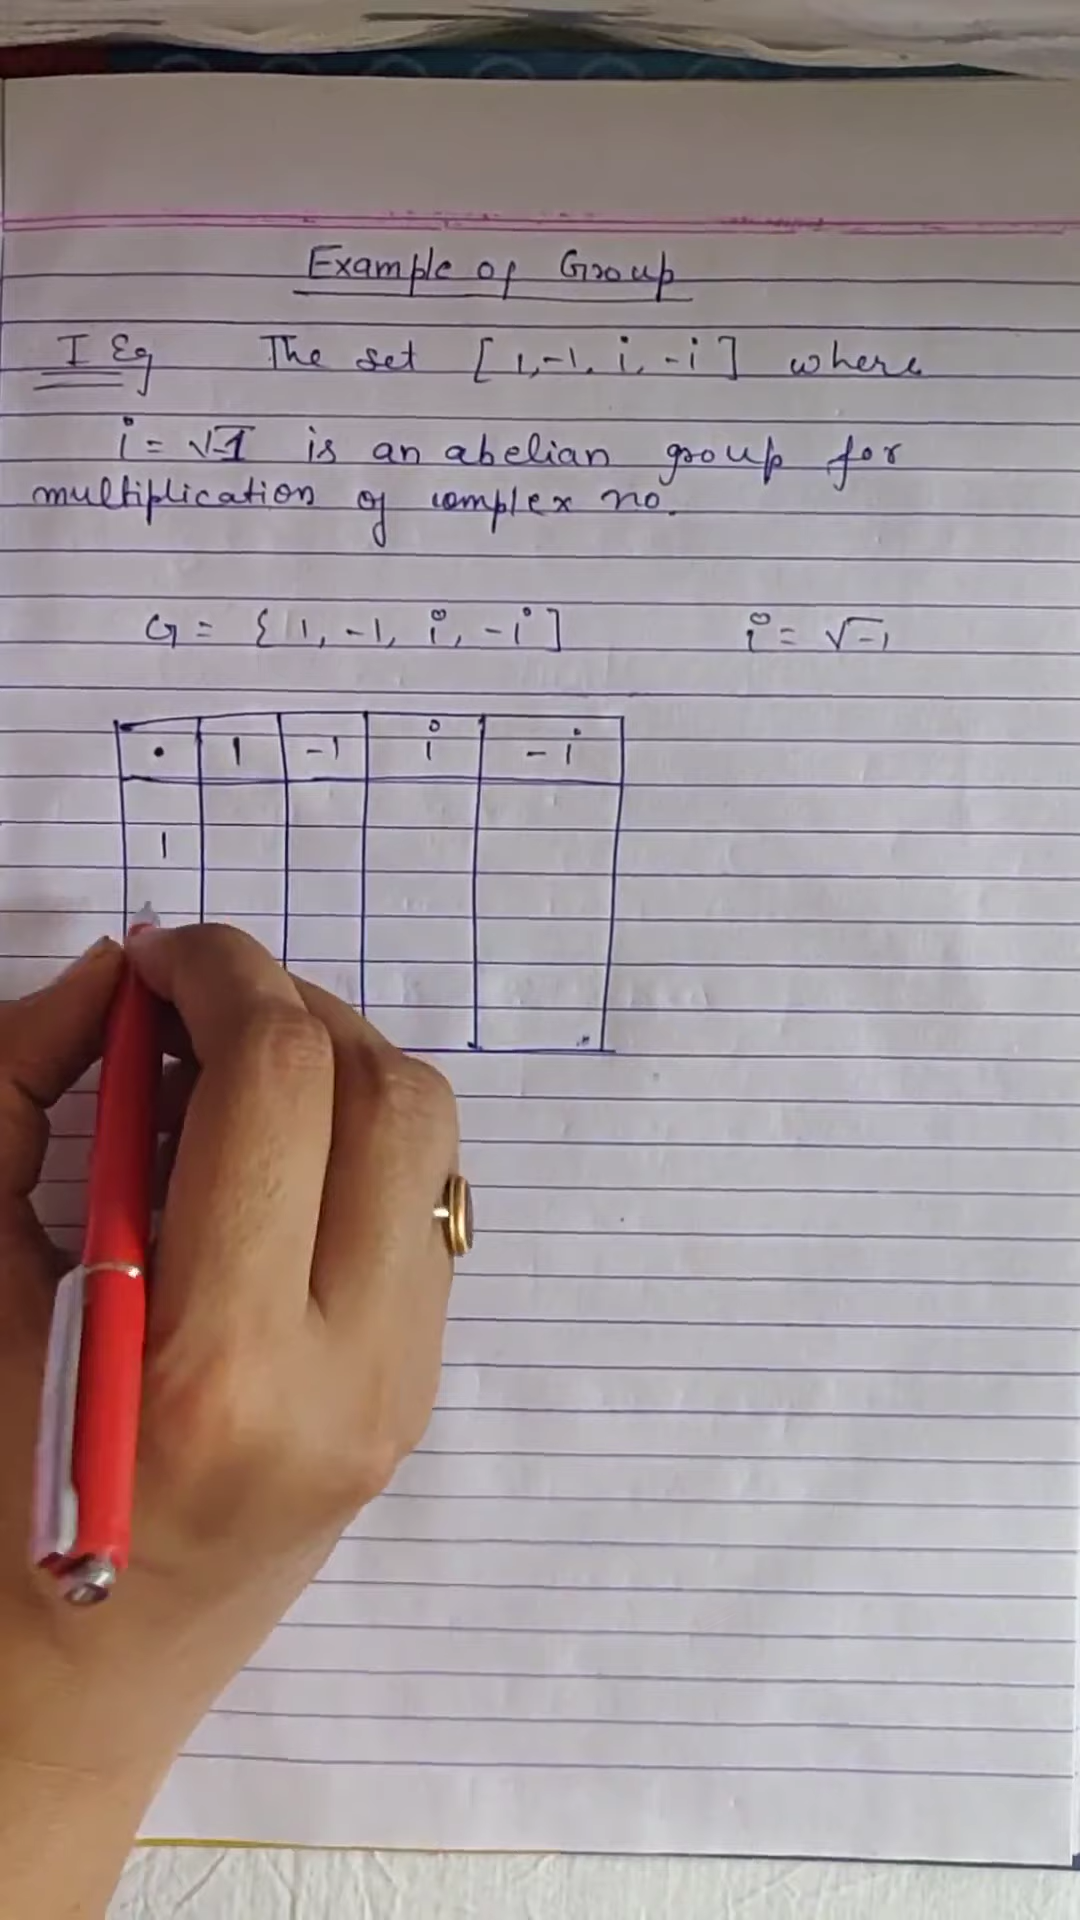 Example of Group
I Eg The set [1,-1, i, -i] where
i = √-1 is an abelian group for
multiplication of complex no.
G = {1, -1, i, -i] i = √-1
• 1 -1 i -i
1